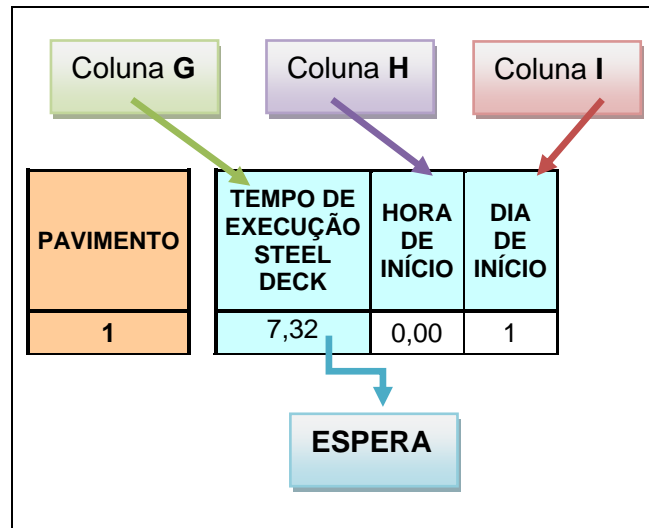 Coluna G
Coluna H
Coluna I
PAVIMENTO
TEMPO DE
EXECUÇÃO
STEEL
DECK
HORA
DE
INÍCIO
DIA
DE
INÍCIO
1
7,32
0,00
1
ESPERA